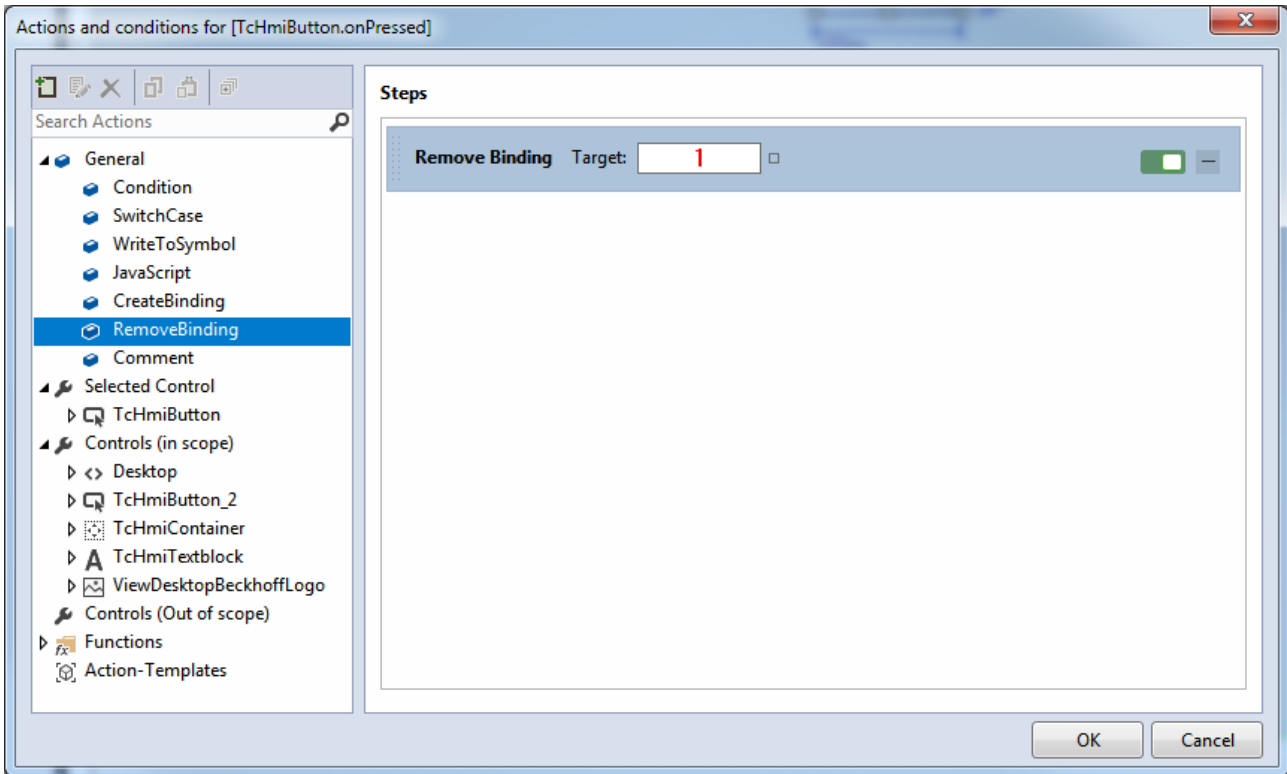 Actions and conditions for [TcHmiButton.onPressed]
Search Actions
General
Condition
SwitchCase
WriteToSymbol
JavaScript
CreateBinding
RemoveBinding
Comment
Selected Control
TcHmiButton
Controls (in scope)
Desktop
TcHmiButton_2
TcHmiContainer
TcHmiTextblock
ViewDesktopBeckhoffLogo
Controls (Out of scope)
Functions
Action-Templates
Steps
Remove Binding Target: 1
OK Cancel